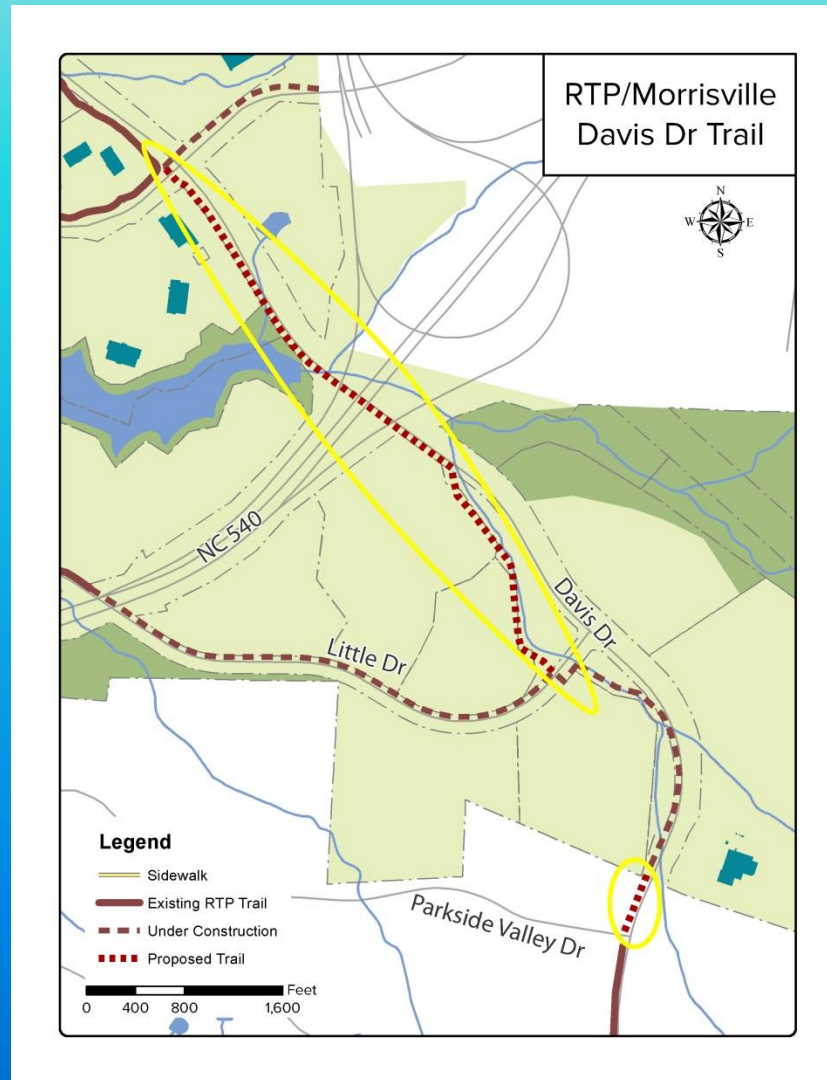 RTP/Morrisville
Davis Dr Trail
N
W E
S
NC 540
Davis Dr
Little Dr
Parkside Valley Dr
Legend
Sidewalk
Existing RTP Trail
Under Construction
Proposed Trail
Feet
0 400 800 1,600